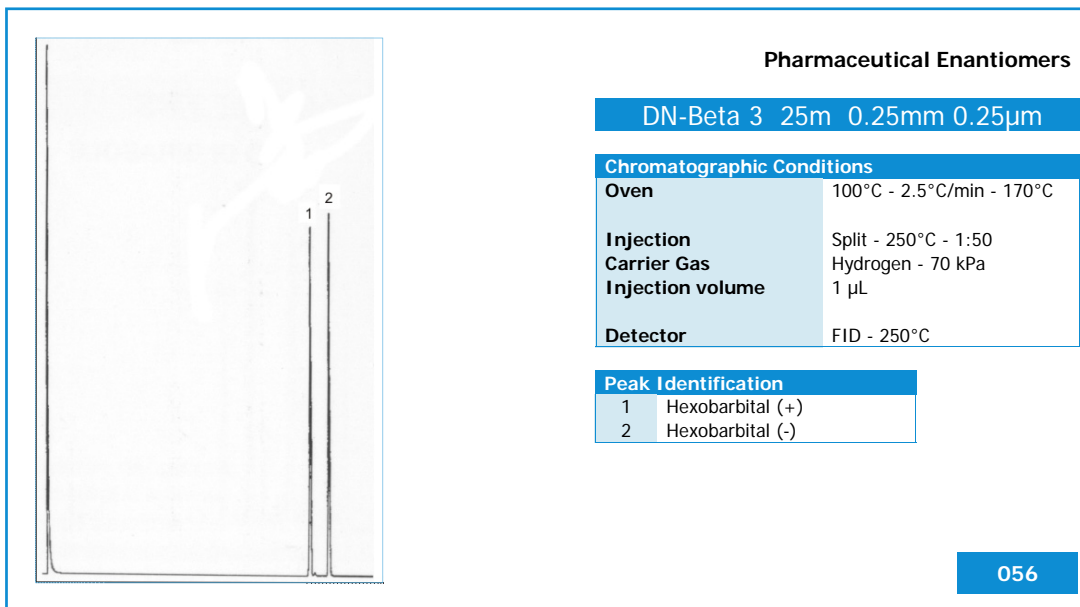 Pharmaceutical Enantiomers
DN-Beta 3 25m 0.25mm 0.25µm
Chromatographic Conditions
Oven 100°C - 2.5°C/min - 170°C
Injection Split - 250°C - 1:50
Carrier Gas Hydrogen - 70 kPa
Injection volume 1 µL
Detector FID - 250°C
Peak Identification
1 Hexobarbital (+)
2 Hexobarbital (-)
1
2
056